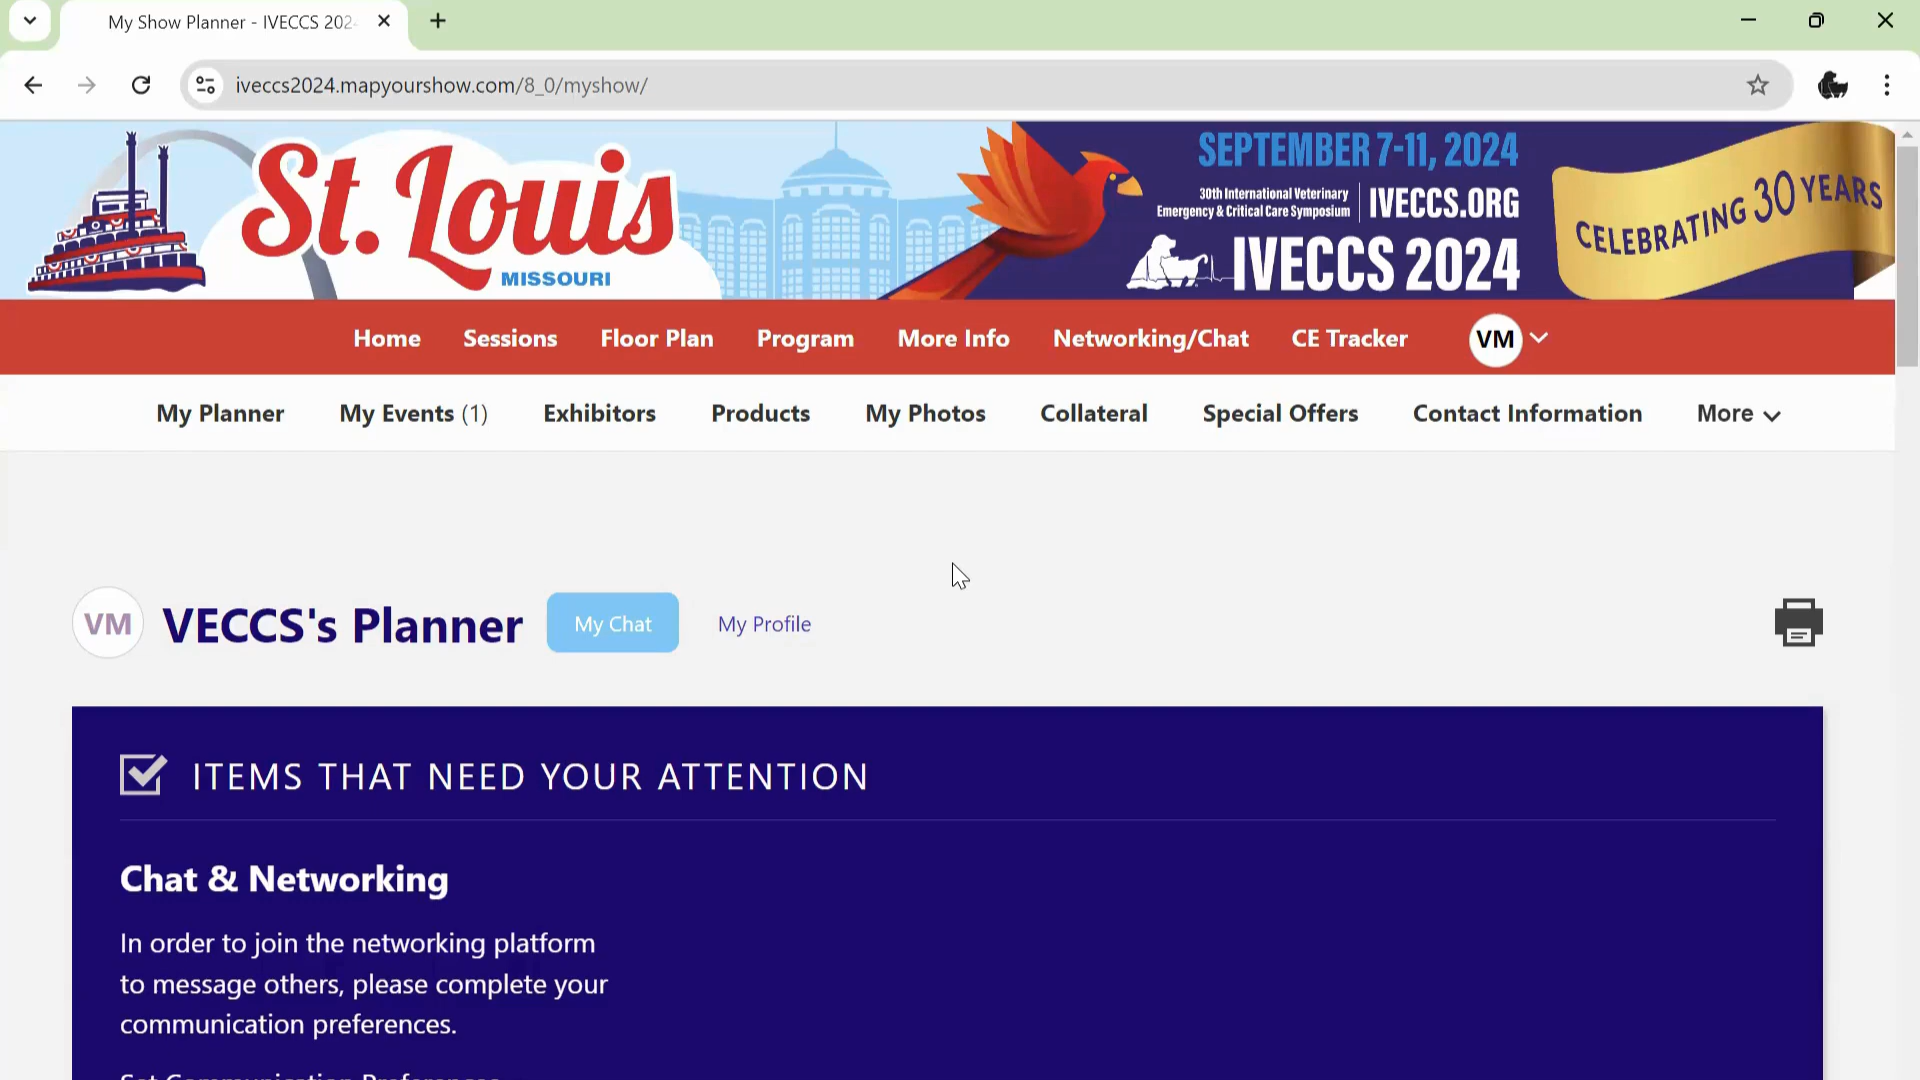 My Show Planner - IVECCS 202
iveccs2024.mapyourshow.com/8_0/myshow/
St. Louis
MISSOURI
SEPTEMBER 7-11, 2024
30th International Veterinary
Emergency & Critical Care Symposium
IVECCS.ORG
IVECCS 2024
CELEBRATING 30 YEARS
Home Sessions Floor Plan Program More Info Networking/Chat CE Tracker VM
My Planner My Events (1) Exhibitors Products My Photos Collateral Special Offers Contact Information More
VM VECCS's Planner My Chat My Profile
ITEMS THAT NEED YOUR ATTENTION
Chat & Networking
In order to join the networking platform
to message others, please complete your
communication preferences.
Set Communication Preferences